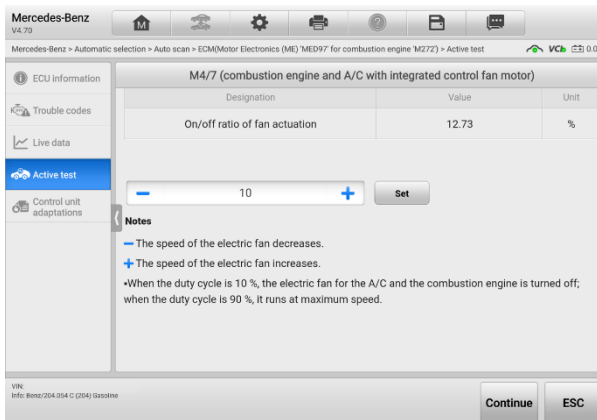 Mercedes-Benz
V4.70
M
?
Mercedes-Benz > Automatic selection > Auto scan > ECM(Motor Electronics (ME) 'MED97' for combustion engine 'M272') > Active test
VCI
0.0
ECU information
Trouble codes
Live data
Active test
Control unit
adaptations
M4/7 (combustion engine and A/C with integrated control fan motor)
Designation Value Unit
On/off ratio of fan actuation 12.73 %
− 10 + Set
Notes
−The speed of the electric fan decreases.
+The speed of the electric fan increases.
•When the duty cycle is 10 %, the electric fan for the A/C and the combustion engine is turned off;
when the duty cycle is 90 %, it runs at maximum speed.
VIN:
Info: Benz/204.054 C (204) Gasoline
Continue ESC